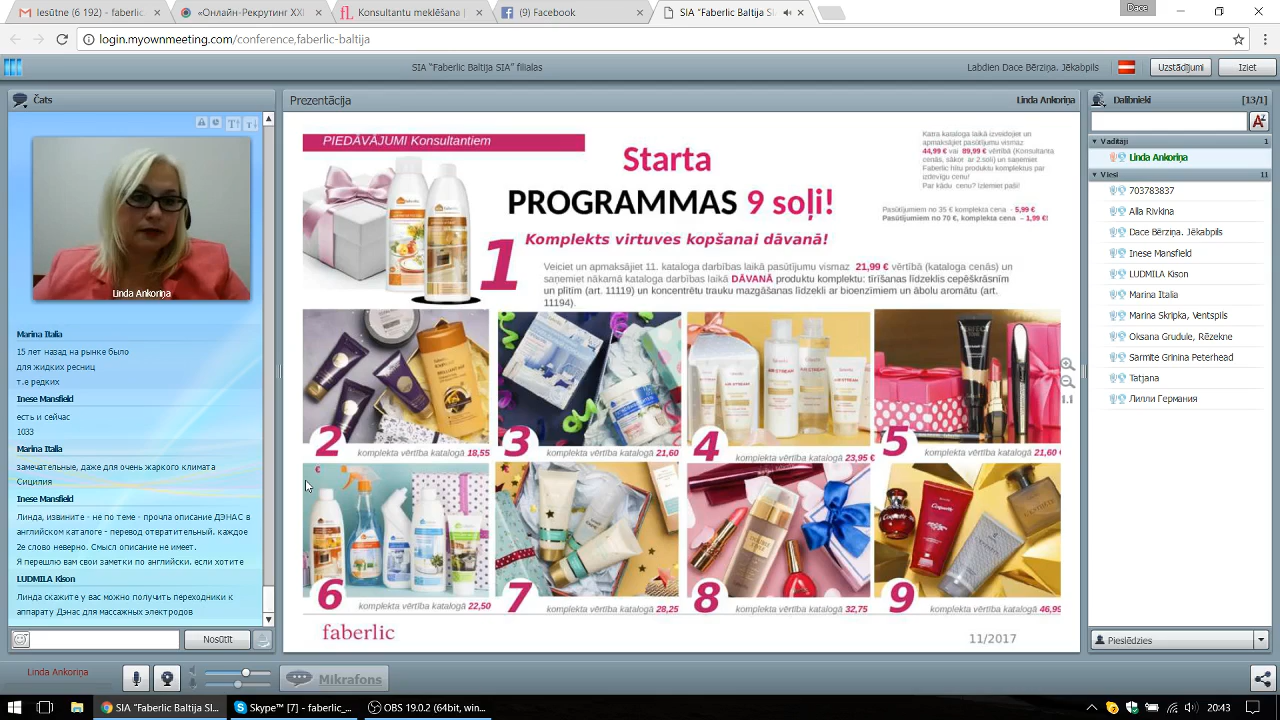 Iesūtne (6 216) - dace.b
«Онлайн-Рекрутинг XXI
Konsultantu meklēšana |
(9) Facebook
SIA "Faberlic Baltija SI
Dace
login.myownmeeting.com/conference,faberlic-baltija
SIA "Faberlic Baltija SIA" filiālas
Labdien Dace Bērziņa. Jēkabpils
Uzstādījumi
Iziet
Čats
Linda Ankoriņa
Marina Italia
15 лет назад на рынке было
для жидких ресниц
т.е редких
Inese Mansfield
есть и сейчас
1033
Marina Italia
заменили на основе гиалуронового филанта
Сишиdia
Inese Mansfield
Линда, извините - не по теме - прочла описание ДЭНАС в
английском каталоге - перевод отвратительный, каждо
2е слово неверно. Смысл описание не имеет.
Я перешлю вам свои заметки по английски. если хотите
LUDMILA Kison
Линда скажите у вас можно получить переходники к
аппарату Дэнас для массажных электродов
Nosūtīt
Prezentācija
Linda Ankoriņa
PIEDĀVĀJUMI Konsultantiem
Starta
PROGRAMMAS 9 soļi!
Katra kataloga laikā izveidojiet un
apmaksājiet pasūtījumu vismaz
44,99 € vai 89,99 € vērtībā (Konsultanta
cenās, sākot ar 2.soli) un saņemiet
Faberlic hītu produktu komplektus par
izdevīgu cenu!
Par kādu cenu? Izlemiet paši!
Pasūtījumiem no 35 € komplekta cena - 5,99 €
Pasūtījumiem no 70 €, komplekta cena – 1,99 €!
1 Komplekts virtuves kopšanai dāvanā!
Veiciet un apmaksājiet 11. kataloga darbības laikā pasūtījumu vismaz 21,99 € vērtībā (kataloga cenās) un
saņemiet nākamā kataloga darbības laikā DĀVANĀ produktu komplektu: tīrīšanas līdzeklis cepeškrāsnīm
un plītīm (art. 11119) un koncentrētu trauku mazgāšanas līdzekli ar bioenzīmiem un ābolu aromātu (art.
11194).
AIR STREAM
2 komplekta vērtība katalogā 18,55
3 komplekta vērtība katalogā 21,60
4 komplekta vērtība katalogā 23,95 €
5 komplekta vērtība katalogā 21,60 €
6 komplekta vērtība katalogā 22,50
7 komplekta vērtība katalogā 28,25
8 komplekta vērtība katalogā 32,75
9 komplekta vērtība katalogā 46,99
faberlic
11/2017
1:1
Dalībnieki
[13/1]
Vadītāji 1
Linda Ankoriņa
Viesi 11
703783837
Alla Rivkina
Dace Bērziņa. Jēkabpils
Inese Mansfield
LUDMILA Kison
Marina Italia
Marina Skripka, Ventspils
Oksana Grudule, Rēzekne
Sarmite Grinina Peterhead
Tatjana
Лилли Германия
Pieslēdzies
Linda Ankoriņa
Mikrafons
SIA "Faberlic Baltija SI...
Skype™ [7] - faberlic_...
OBS 19.0.2 (64bit, win...
20:43